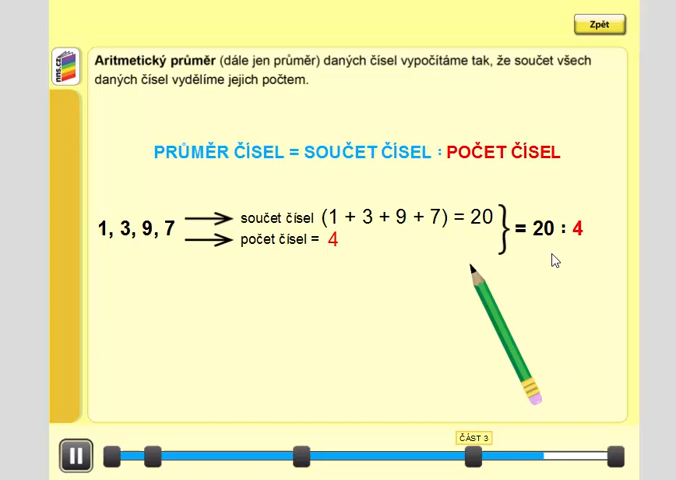 Zpět
nns.cz
Aritmetický průměr (dále jen průměr) daných čísel vypočítáme tak, že součet všech
daných čísel vydělíme jejich počtem.
PRŮMĚR ČÍSEL = SOUČET ČÍSEL : POČET ČÍSEL
1, 3, 9, 7
součet čísel (1 + 3 + 9 + 7) = 20
počet čísel = 4
} = 20 : 4
ČÁST 3